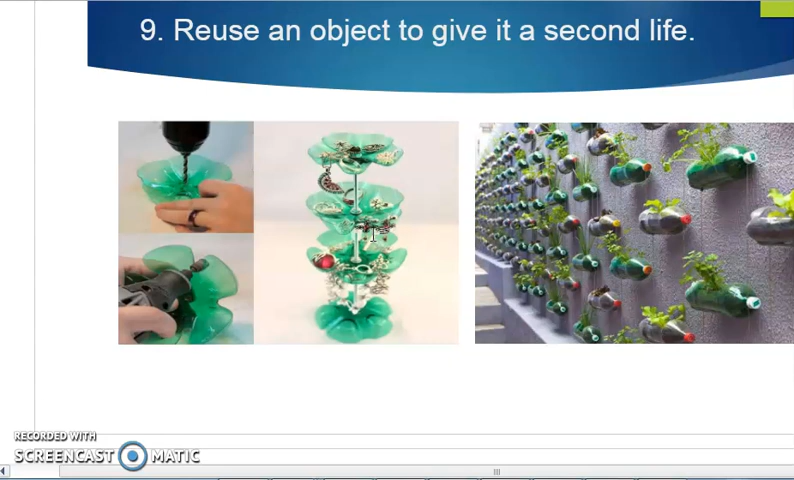 9. Reuse an object to give it a second life.
RECORDED WITH
SCREENCAST MATIC